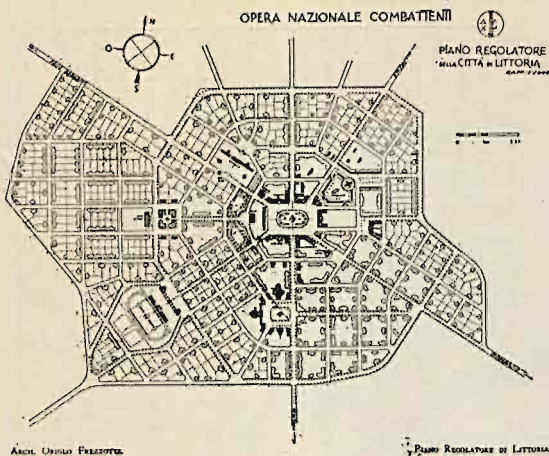 OPERA NAZIONALE COMBATTENTI
PIANO REGOLATORE
DELLA CITTÀ DI LITTORIA
N
O
E
S
ARCH. ORIOLO FREZZOTTI
PIANO REGOLATORE DI LITTORIA